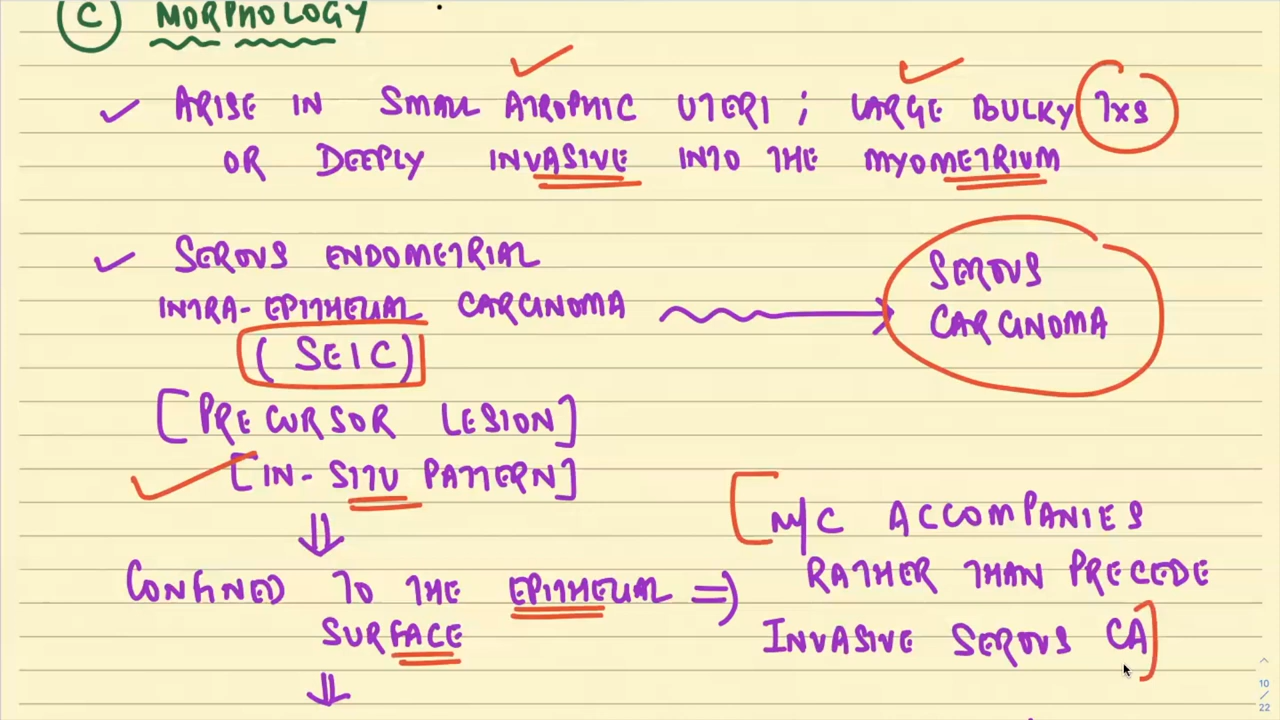 C MORPHOLOGY
ARISE IN SMALL ATROPHIC UTERI ; LARGE BULKY TxS
OR DEEPLY INVASIVE INTO THE MYOMETRIUM
SEROUS ENDOMETRIAL
INTRA-EPITHELIAL CARCINOMA
(SEIC)
SEROUS
CARCINOMA
[PRECURSOR LESION]
[IN-SITU PATTERN]
CONFINED TO THE EPITHELIAL
SURFACE
[M/C ACCOMPANIES
RATHER THAN PRECEDE
INVASIVE SEROUS CA]
10
/
22